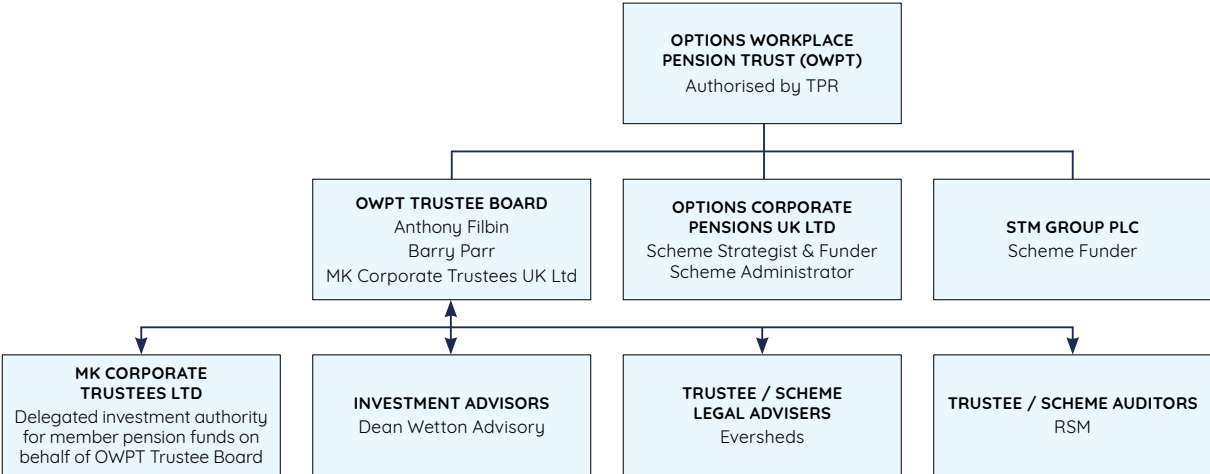 OPTIONS WORKPLACE
PENSION TRUST (OWPT)
Authorised by TPR
OWPT TRUSTEE BOARD
Anthony Filbin
Barry Parr
MK Corporate Trustees UK Ltd
OPTIONS CORPORATE
PENSIONS UK LTD
Scheme Strategist & Funder
Scheme Administrator
STM GROUP PLC
Scheme Funder
MK CORPORATE
TRUSTEES LTD
Delegated investment authority
for member pension funds on
behalf of OWPT Trustee Board
INVESTMENT ADVISORS
Dean Wetton Advisory
TRUSTEE / SCHEME
LEGAL ADVISERS
Eversheds
TRUSTEE / SCHEME AUDITORS
RSM